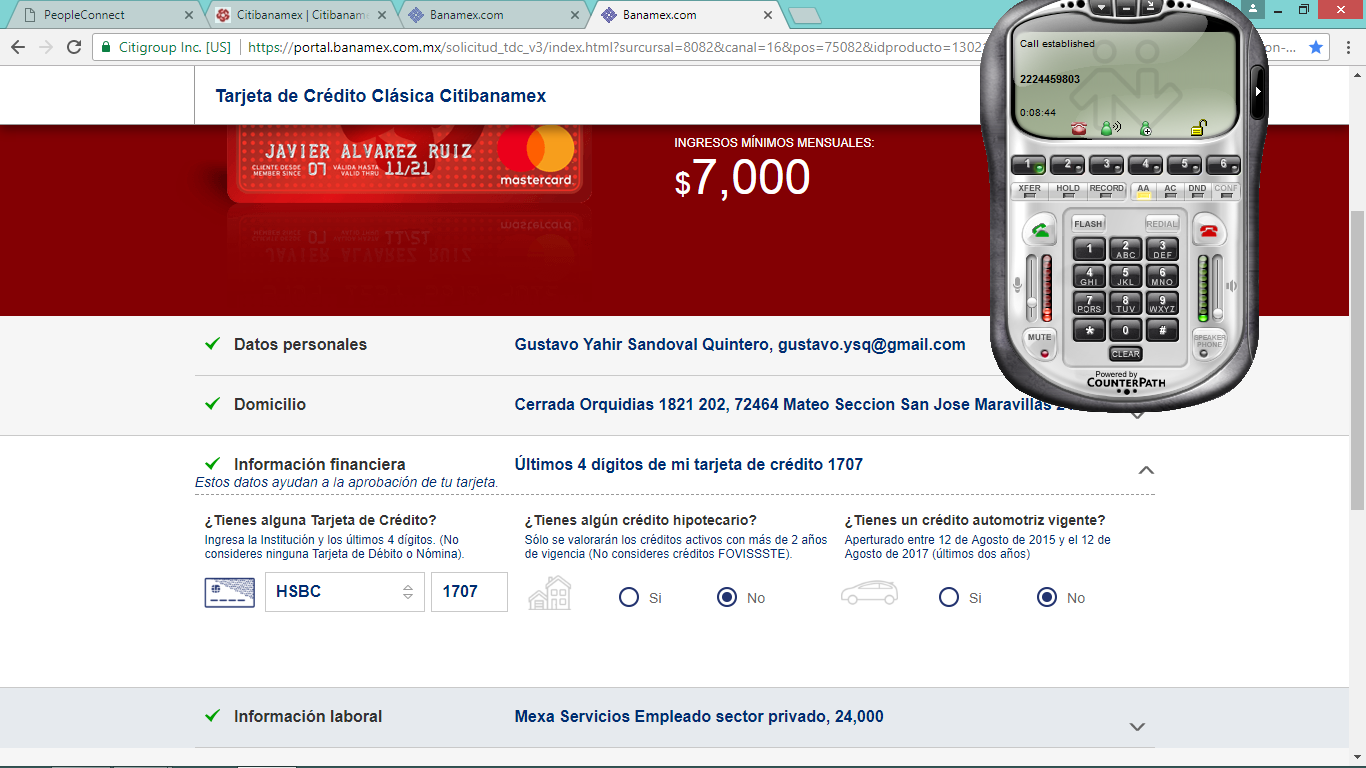 PeopleConnect
Citibanamex | Citibanam
Banamex.com
Banamex.com
Citigroup Inc. [US]
https://portal.banamex.com.mx/solicitud_tdc_v3/index.html?surcursal=8082&canal=16&pos=75082&idproducto=1302
on-...
Tarjeta de Crédito Clásica Citibanamex
JAVIER ALVAREZ RUIZ
CLIENTE DESDE
MEMBER SINCE
07
VÁLIDA HASTA
VALID THRU
11/21
mastercard
INGRESOS MÍNIMOS MENSUALES:
$7,000
Datos personales
Gustavo Yahir Sandoval Quintero, gustavo.ysq@gmail.com
Domicilio
Cerrada Orquidias 1821 202, 72464 Mateo Seccion San Jose Maravillas
Información financiera
Últimos 4 dígitos de mi tarjeta de crédito 1707
Estos datos ayudan a la aprobación de tu tarjeta.
¿Tienes alguna Tarjeta de Crédito?
Ingresa la Institución y los últimos 4 dígitos. (No
consideres ninguna Tarjeta de Débito o Nómina).
HSBC
1707
¿Tienes algún crédito hipotecario?
Sólo se valorarán los créditos activos con más de 2 años
de vigencia (No consideres créditos FOVISSSTE).
Si
No
¿Tienes un crédito automotriz vigente?
Aperturado entre 12 de Agosto de 2015 y el 12 de
Agosto de 2017 (últimos dos años)
Si
No
Información laboral
Mexa Servicios Empleado sector privado, 24,000
Call established
2224459803
0:08:44
1 2 3 4 5 6
XFER HOLD RECORD AA AC DND CONF
FLASH REDIAL
1 2 ABC 3 DEF
4 GHI 5 JKL 6 MNO
7 PQRS 8 TUV 9 WXYZ
* 0 #
MUTE
SPEAKER
PHONE
CLEAR
Powered by
COUNTERPATH